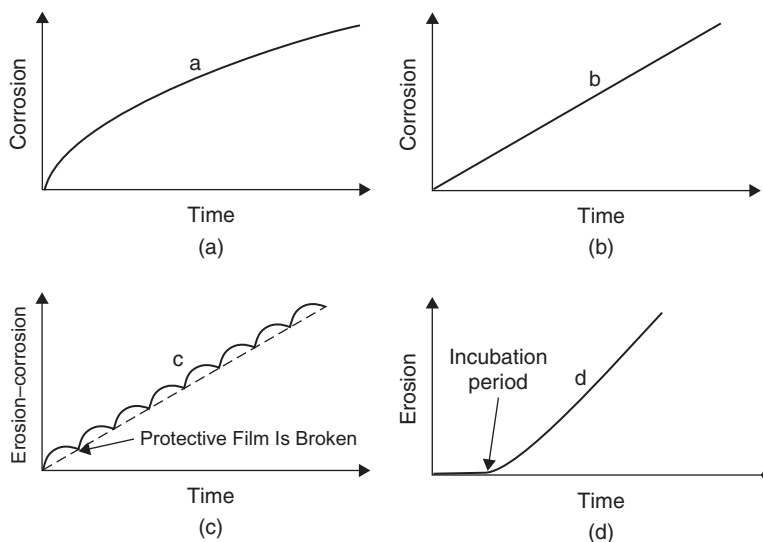 Corrosion
a
Time
(a)
Corrosion
b
Time
(b)
Erosion–corrosion
c
Protective Film Is Broken
Time
(c)
Erosion
Incubation
period
d
Time
(d)